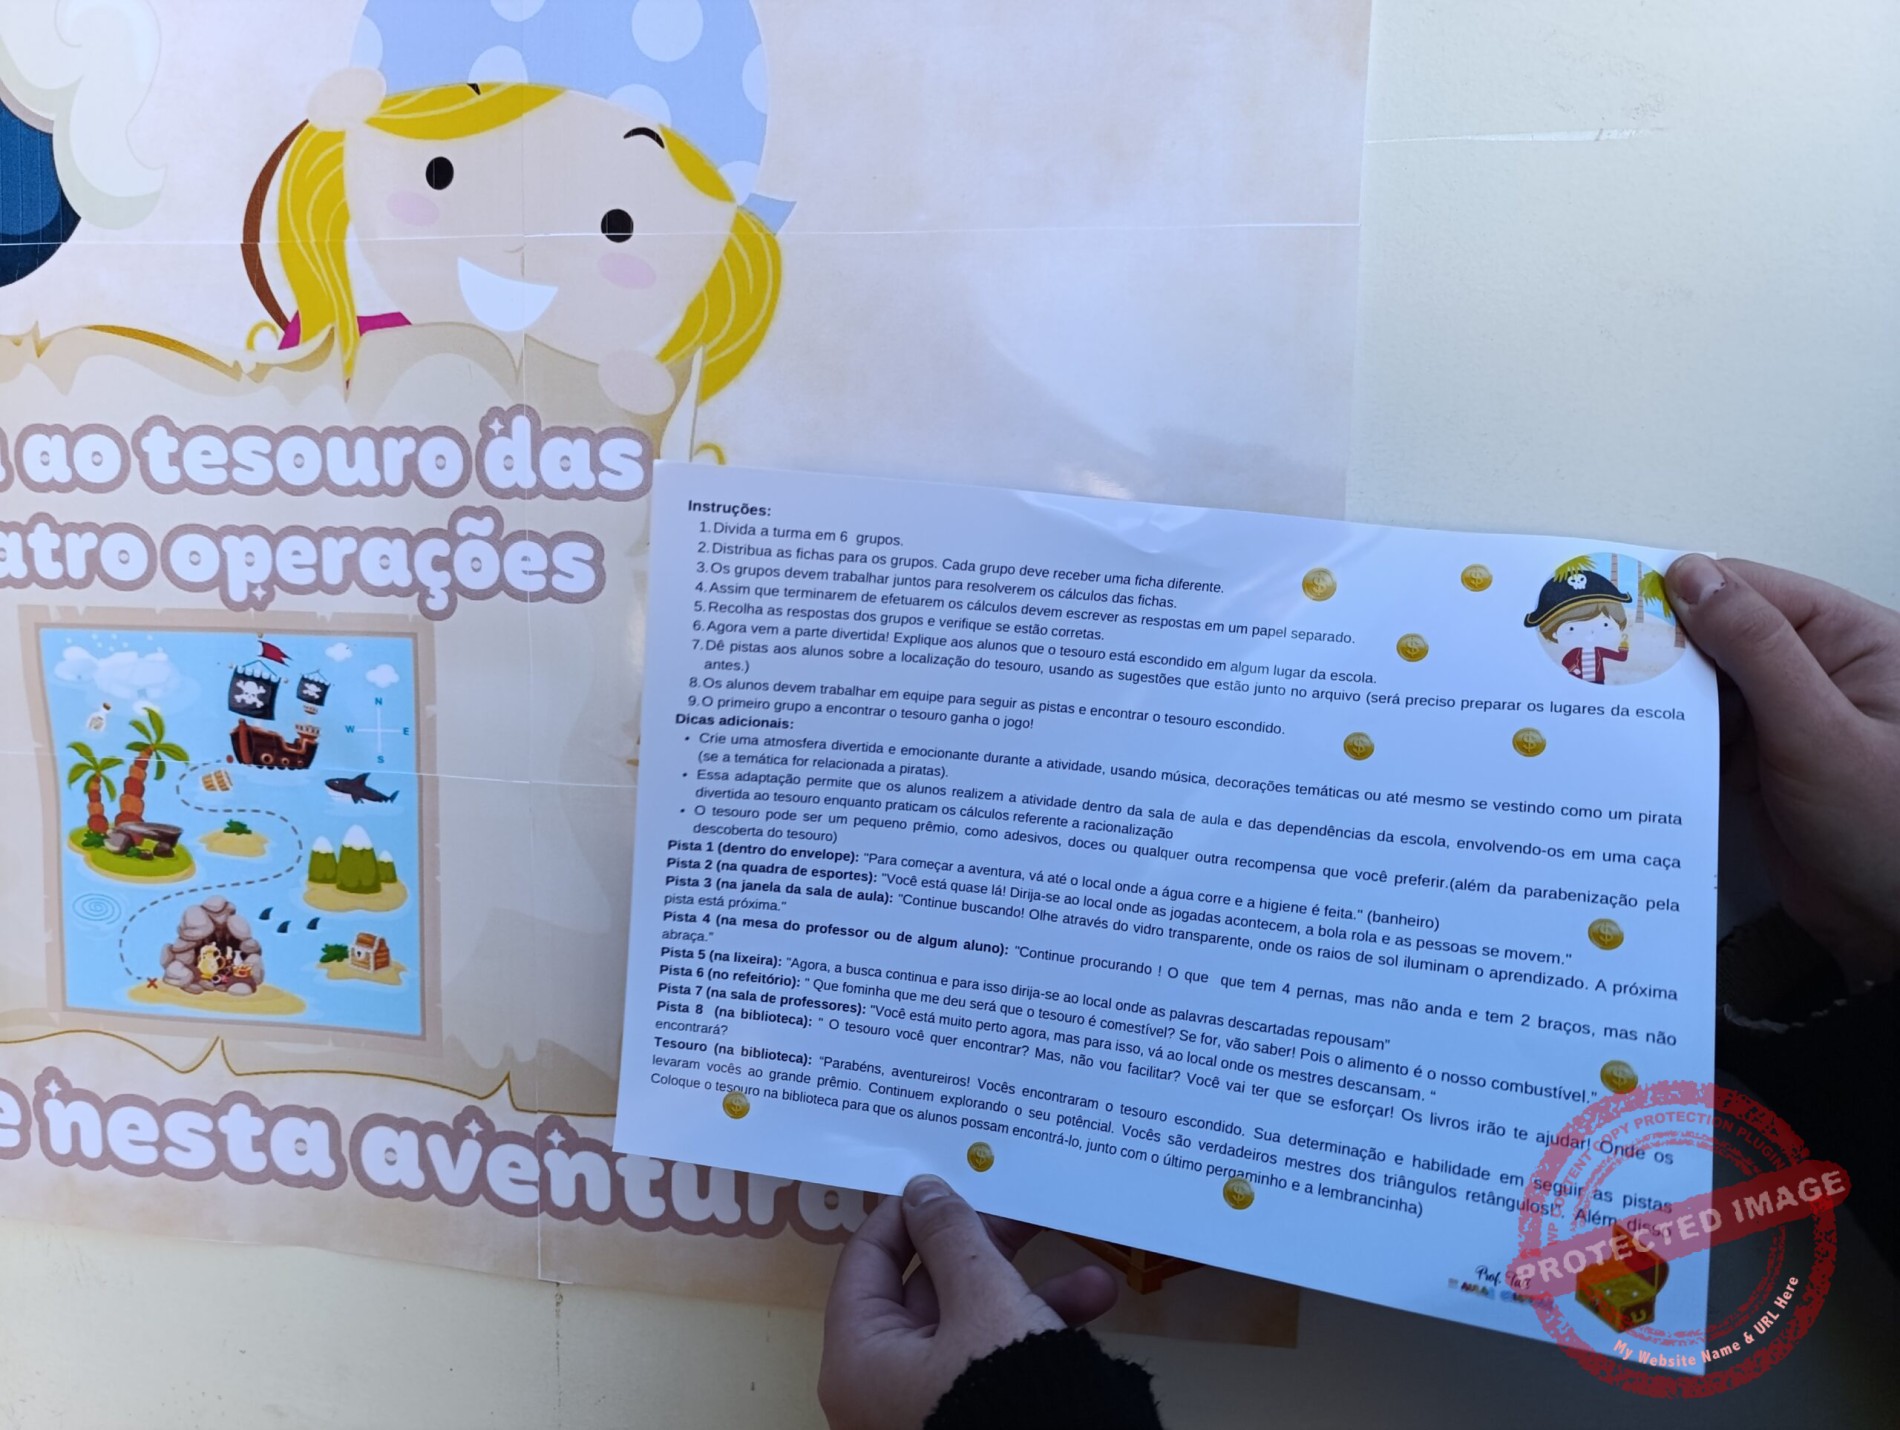 ao tesouro das
atro operações
N
W E
S
e nesta aventura
Instruções:
1. Divida a turma em 6 grupos.
2. Distribua as fichas para os grupos. Cada grupo deve receber uma ficha diferente.
3. Os grupos devem trabalhar juntos para resolverem os cálculos das fichas.
4. Assim que terminarem de efetuarem os cálculos devem escrever as respostas em um papel separado.
5. Recolha as respostas dos grupos e verifique se estão corretas.
6. Agora vem a parte divertida! Explique aos alunos que o tesouro está escondido em algum lugar da escola.
7. Dê pistas aos alunos sobre a localização do tesouro, usando as sugestões que estão junto no arquivo (será preciso preparar os lugares da escola
antes.)
8. Os alunos devem trabalhar em equipe para seguir as pistas e encontrar o tesouro escondido.
9. O primeiro grupo a encontrar o tesouro ganha o jogo!
Dicas adicionais:
• Crie uma atmosfera divertida e emocionante durante a atividade, usando música, decorações temáticas ou até mesmo se vestindo como um pirata
(se a temática for relacionada a piratas).
• Essa adaptação permite que os alunos realizem a atividade dentro da sala de aula e das dependências da escola, envolvendo-os em uma caça
divertida ao tesouro enquanto praticam os cálculos referente a racionalização
• O tesouro pode ser um pequeno prêmio, como adesivos, doces ou qualquer outra recompensa que você preferir.(além da parabenização pela
descoberta do tesouro)
Pista 1 (dentro do envelope): "Para começar a aventura, vá até o local onde a água corre e a higiene é feita." (banheiro)
Pista 2 (na quadra de esportes): "Você está quase lá! Dirija-se ao local onde as jogadas acontecem, a bola rola e as pessoas se movem."
Pista 3 (na janela da sala de aula): "Continue buscando! Olhe através do vidro transparente, onde os raios de sol iluminam o aprendizado. A próxima
pista está próxima."
Pista 4 (na mesa do professor ou de algum aluno): "Continue procurando ! O que que tem 4 pernas, mas não anda e tem 2 braços, mas não
abraça."
Pista 5 (na lixeira): "Agora, a busca continua e para isso dirija-se ao local onde as palavras descartadas repousam"
Pista 6 (no refeitório): " Que fominha que me deu será que o tesouro é comestível? Se for, vão saber! Pois o alimento é o nosso combustível."
Pista 7 (na sala de professores): "Você está muito perto agora, mas para isso, vá ao local onde os mestres descansam. "
Pista 8 (na biblioteca): " O tesouro você quer encontrar? Mas, não vou facilitar? Você vai ter que se esforçar! Os livros irão te ajudar! Onde os
encontrará?
Tesouro (na biblioteca): "Parabéns, aventureiros! Vocês encontraram o tesouro escondido. Sua determinação e habilidade em seguir as pistas
levaram vocês ao grande prêmio. Continuem explorando o seu potencial. Vocês são verdadeiros mestres dos triângulos retângulos!". Além disso
Coloque o tesouro na biblioteca para que os alunos possam encontrá-lo, junto com o último pergaminho e a lembrancinha)
Prof.
PROTECTED IMAGE
My Website Name & URL Here